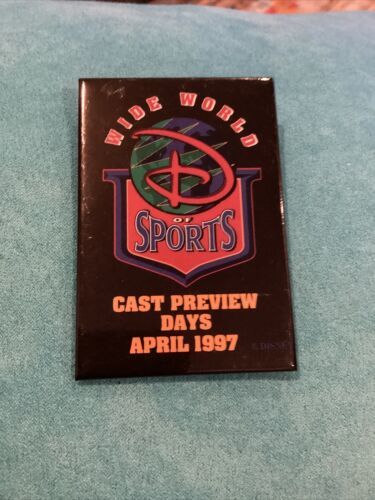 WIDE WORLD
D
OF
SPORTS
CAST PREVIEW
DAYS
APRIL 1997
© DISNEY